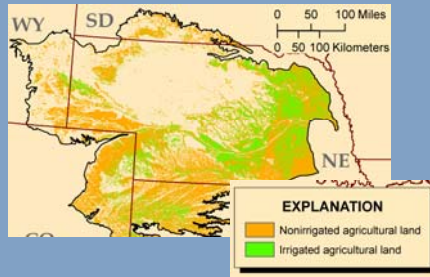 WY
SD
0 50 100 Miles
0 50 100 Kilometers
NE
CO
EXPLANATION
Nonirrigated agricultural land
Irrigated agricultural land